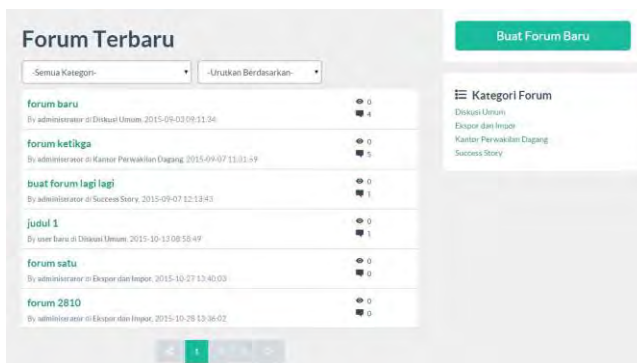 Forum Terbaru
-Semua Kategori-
-Urutkan Berdasarkan-
forum baru
By administrator di Diskusi Umum, 2015-09-03 09:11:34
0
4
forum ketikga
By administrator di Kantor Perwakilan Dagang, 2015-09-07 11:31:59
0
5
buat forum lagi lagi
By administrator di Success Story, 2015-09-07 12:13:43
0
1
judul 1
By user baru di Diskusi Umum, 2015-10-13 08:58:49
0
1
forum satu
By administrator di Ekspor dan Impor, 2015-10-27 13:40:03
0
0
forum 2810
By administrator di Ekspor dan Impor, 2015-10-28 13:36:02
0
0
1
Buat Forum Baru
Kategori Forum
Diskusi Umum
Ekspor dan Impor
Kantor Perwakilan Dagang
Success Story